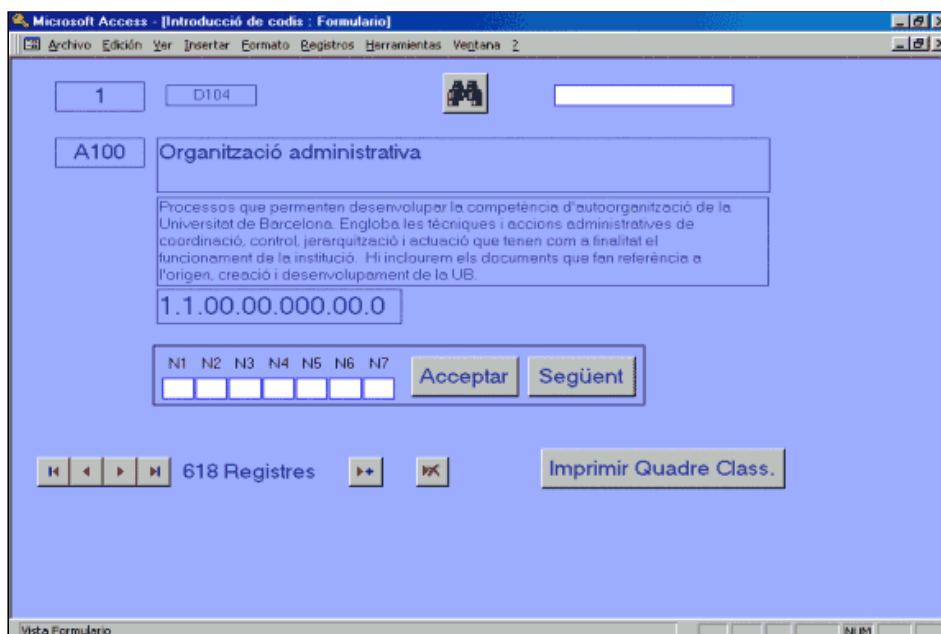 Microsoft Access - [Introducció de codis : Formulario]
Archivo Edición Ver Insertar Formato Registros Herramientas Ventana ?
1 D104
A100 Organització administrativa
Processos que permenten desenvolupar la competència d'autoorganització de la
Universitat de Barcelona. Engloba les tècniques i accions administratives de
coordinació, control, jerarquització i actuació que tenen com a finalitat el
funcionament de la institució. Hi inclourem els documents que fan referència a
l'origen, creació i desenvolupament de la UB.
1.1.00.00.000.00.0
N1 N2 N3 N4 N5 N6 N7
Acceptar Següent
618 Registres Imprimir Quadre Class.
Vista Formulario NUM